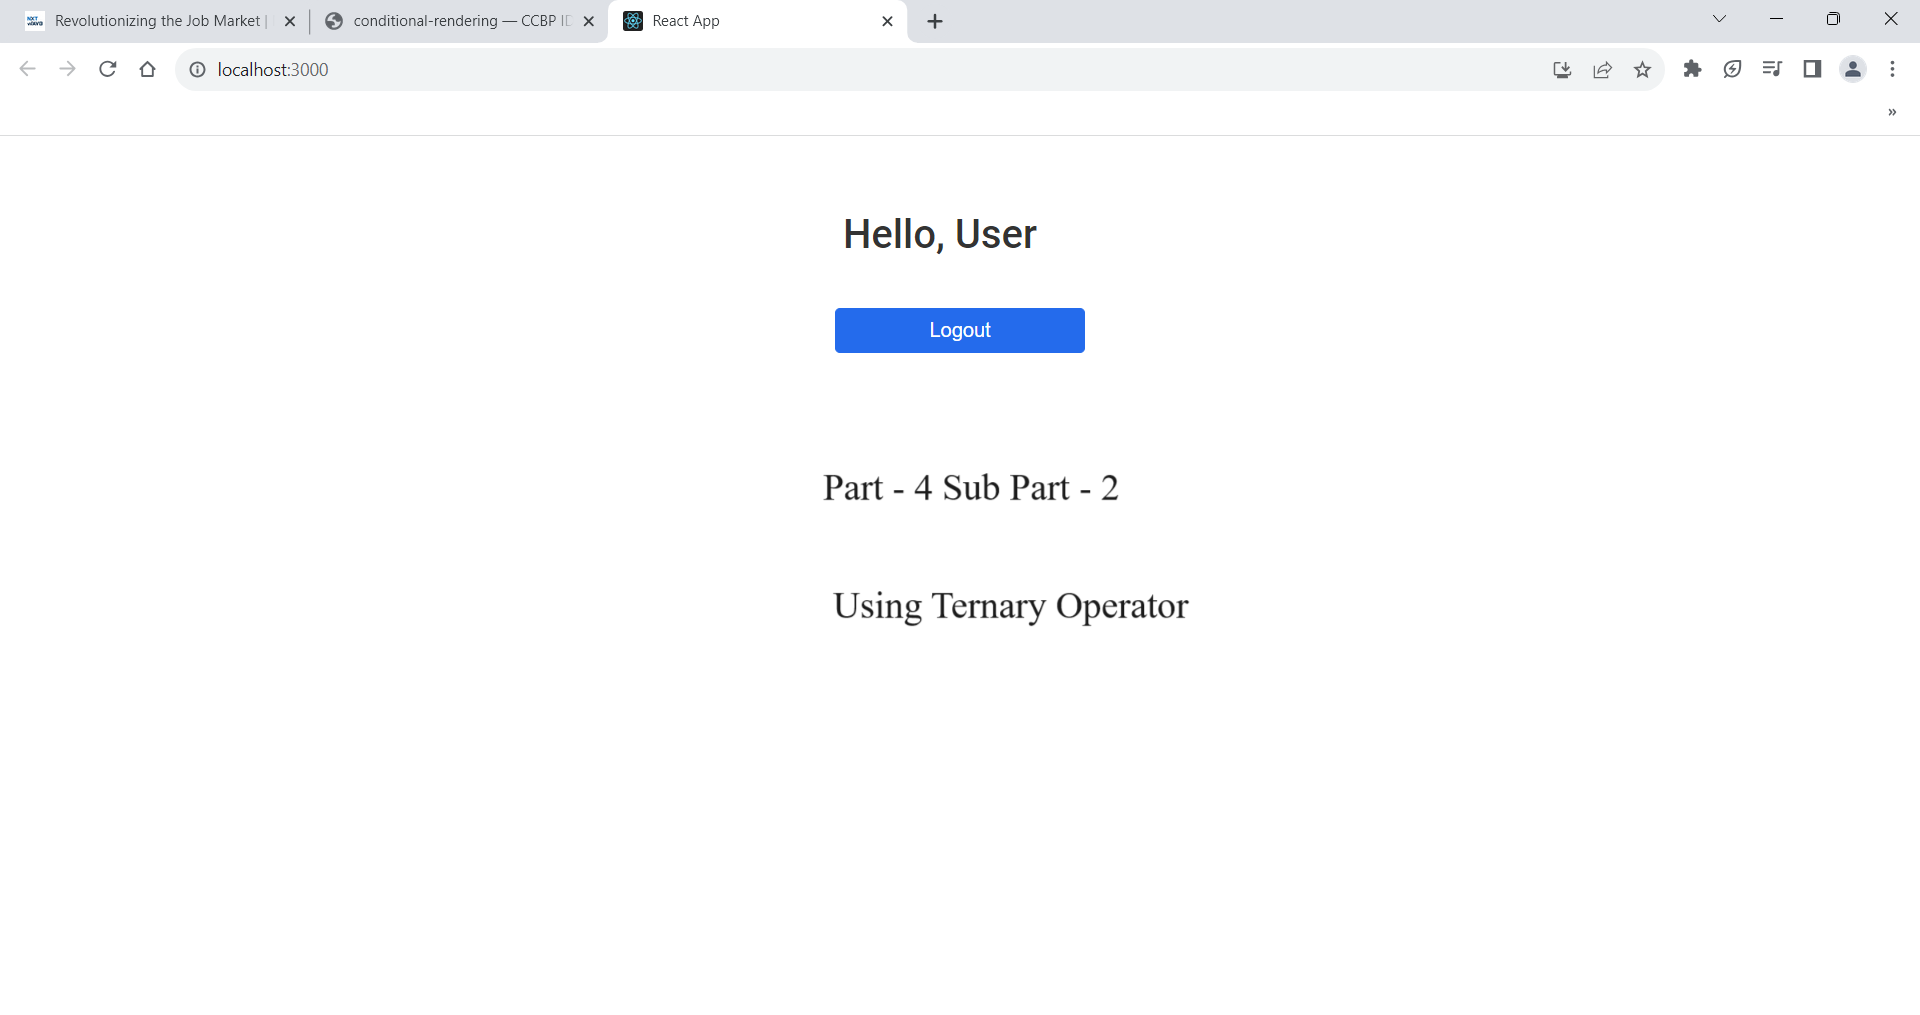 Revolutionizing the Job Market |
conditional-rendering — CCBP ID
React App
localhost:3000
»
Hello, User
Logout
Part - 4 Sub Part - 2
Using Ternary Operator